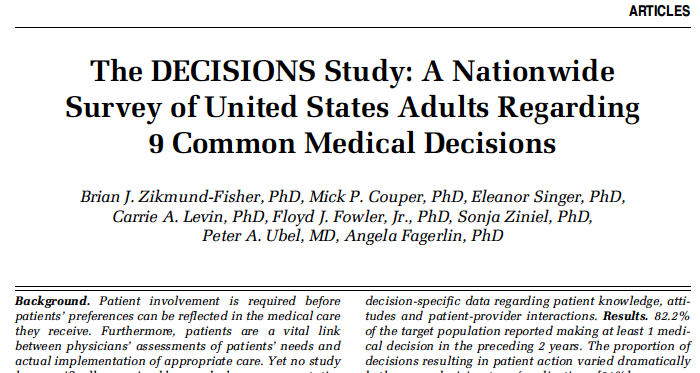 ARTICLES
The DECISIONS Study: A Nationwide
Survey of United States Adults Regarding
9 Common Medical Decisions
Brian J. Zikmund-Fisher, PhD, Mick P. Couper, PhD, Eleanor Singer, PhD,
Carrie A. Levin, PhD, Floyd J. Fowler, Jr., PhD, Sonja Ziniel, PhD,
Peter A. Ubel, MD, Angela Fagerlin, PhD
Background. Patient involvement is required before
patients' preferences can be reflected in the medical care
they receive. Furthermore, patients are a vital link
between physicians' assessments of patients' needs and
actual implementation of appropriate care. Yet no study
decision-specific data regarding patient knowledge, atti-
tudes and patient-provider interactions. Results. 82.2%
of the target population reported making at least 1 medi-
cal decision in the preceding 2 years. The proportion of
decisions resulting in patient action varied dramatically